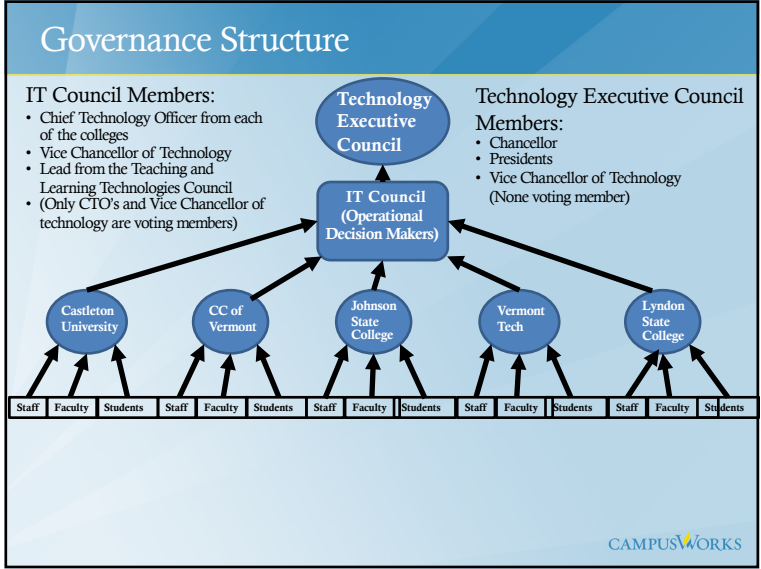 Governance Structure
IT Council Members:
• Chief Technology Officer from each
of the colleges
• Vice Chancellor of Technology
• Lead from the Teaching and
Learning Technologies Council
• (Only CTO's and Vice Chancellor of
technology are voting members)
Technology
Executive
Council
Technology Executive Council
Members:
• Chancellor
• Presidents
• Vice Chancellor of Technology
(None voting member)
IT Council
(Operational
Decision Makers)
Castleton
University
CC of
Vermont
Johnson
State
College
Vermont
Tech
Lyndon
State
College
Staff Faculty Students Staff Faculty Students Staff Faculty Students Staff Faculty Students Staff Faculty Students
CAMPUSWORKS